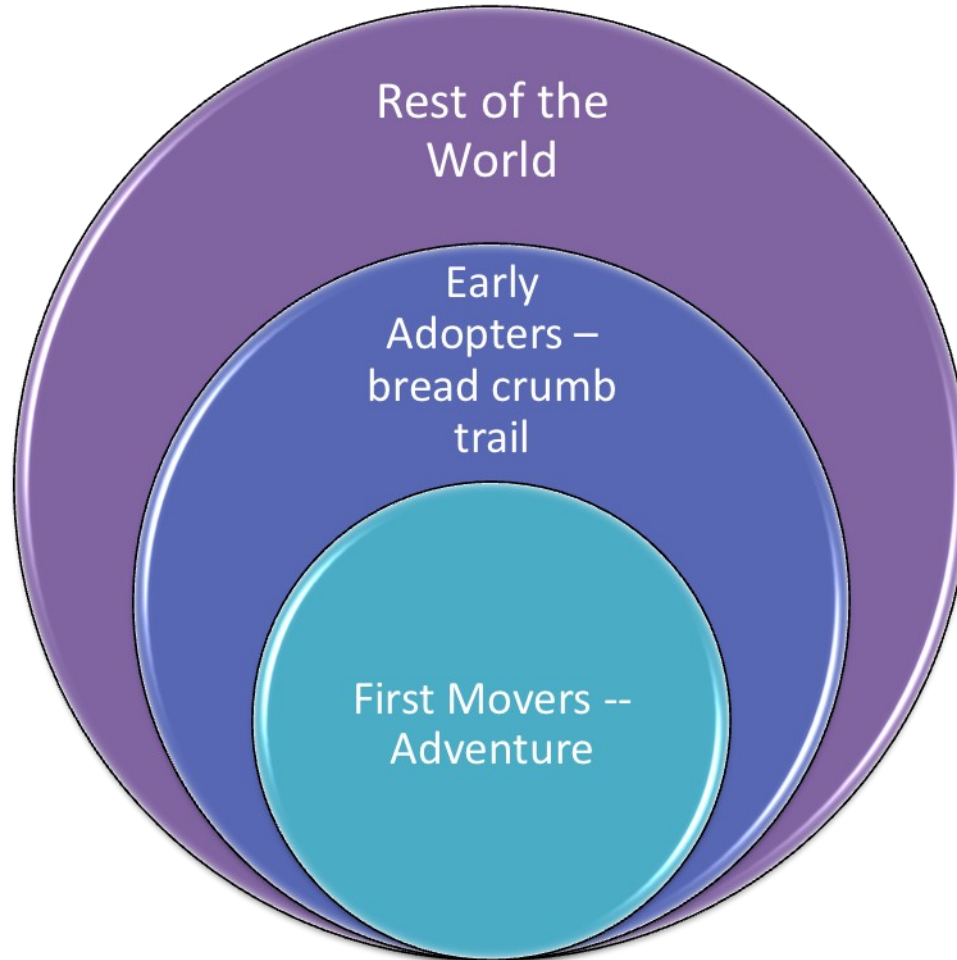 Rest of the
World
Early
Adopters –
bread crumb
trail
First Movers --
Adventure